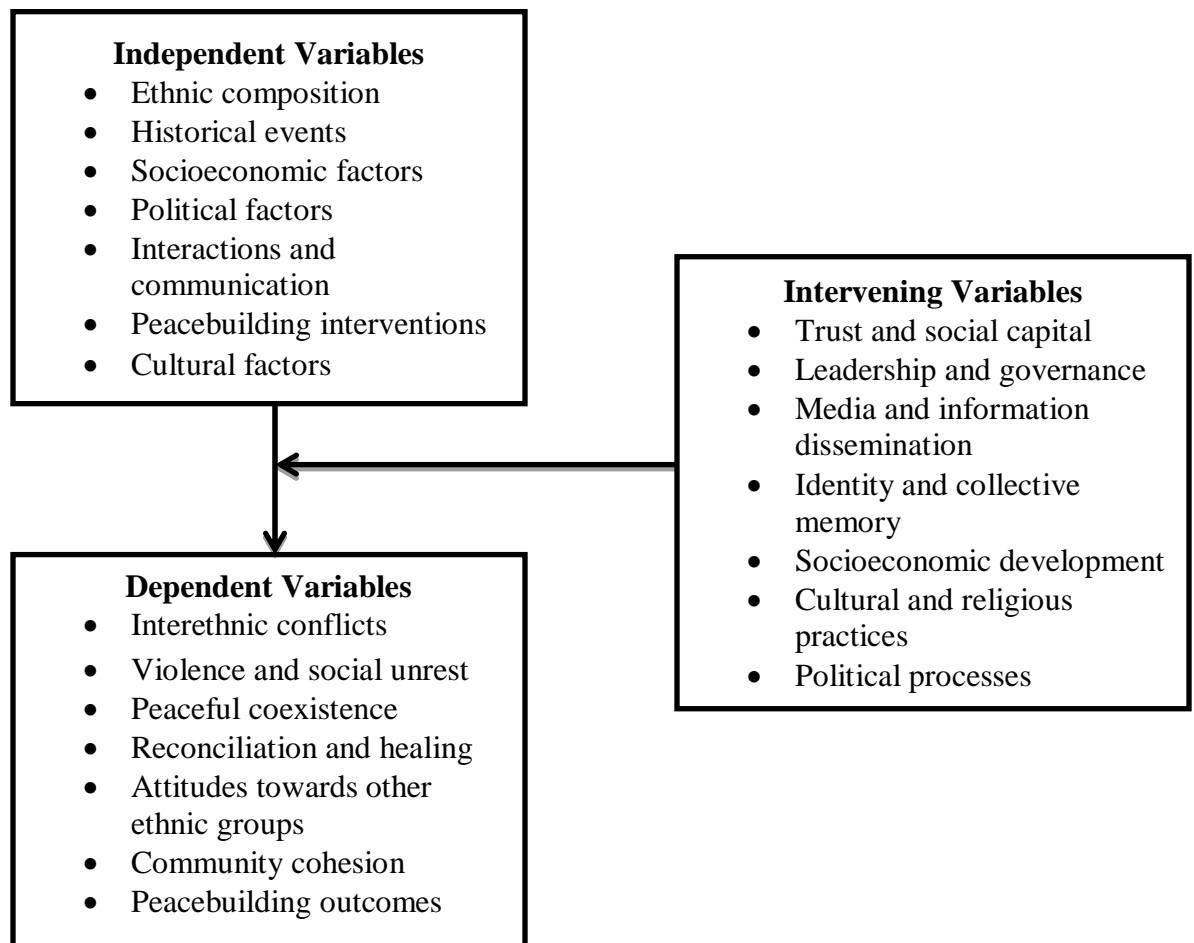 Independent Variables
• Ethnic composition
• Historical events
• Socioeconomic factors
• Political factors
• Interactions and
communication
• Peacebuilding interventions
• Cultural factors
Intervening Variables
• Trust and social capital
• Leadership and governance
• Media and information
dissemination
• Identity and collective
memory
• Socioeconomic development
• Cultural and religious
practices
• Political processes
Dependent Variables
• Interethnic conflicts
• Violence and social unrest
• Peaceful coexistence
• Reconciliation and healing
• Attitudes towards other
ethnic groups
• Community cohesion
• Peacebuilding outcomes